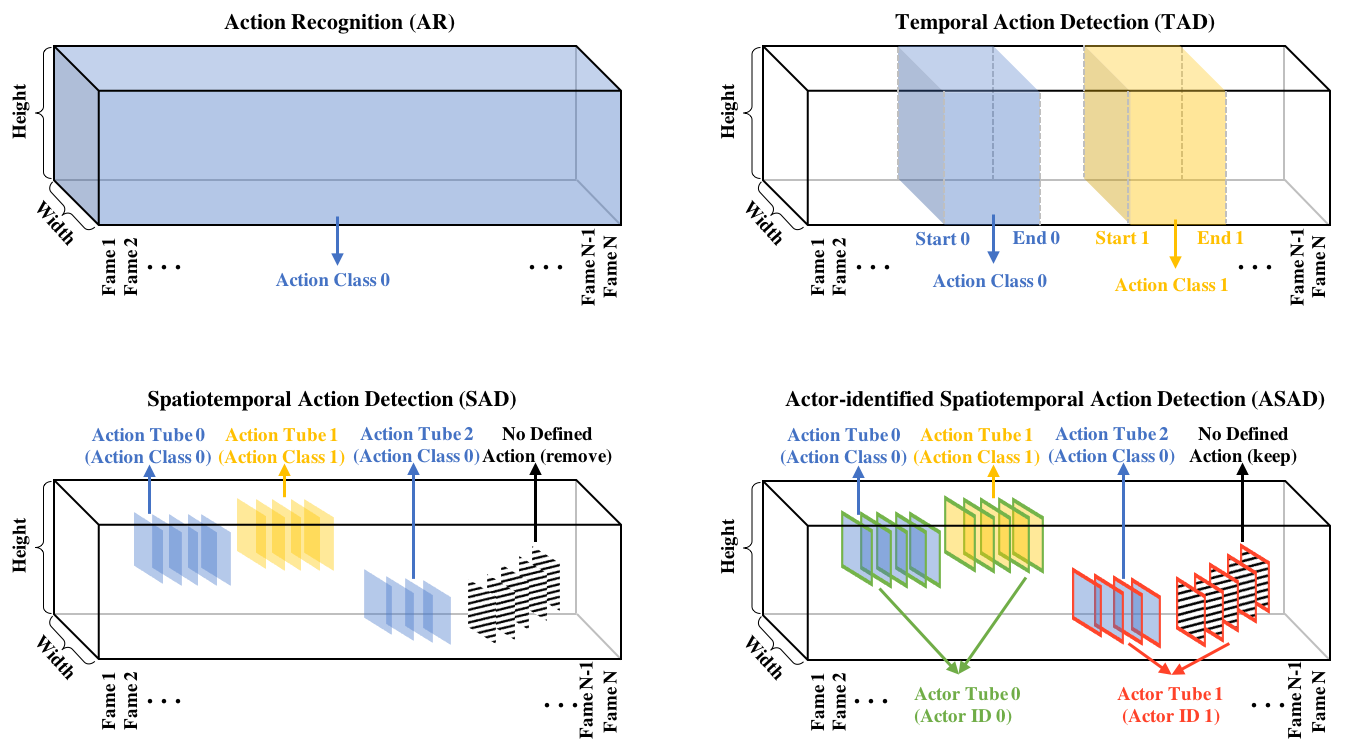 Action Recognition (AR)
Height
Width
Fame 1
Fame 2
...
Action Class 0
...
Fame N-1
Fame N
Temporal Action Detection (TAD)
Height
Width
Fame 1
Fame 2
...
Start 0
End 0
Action Class 0
Start 1
End 1
Action Class 1
...
Fame N-1
Fame N
Spatiotemporal Action Detection (SAD)
Action Tube 0
(Action Class 0)
Action Tube 1
(Action Class 1)
Action Tube 2
(Action Class 0)
No Defined
Action (remove)
Height
Width
Fame 1
Fame 2
...
...
Fame N-1
Fame N
Actor-identified Spatiotemporal Action Detection (ASAD)
Action Tube 0
(Action Class 0)
Action Tube 1
(Action Class 1)
Action Tube 2
(Action Class 0)
No Defined
Action (keep)
Height
Width
Fame 1
Fame 2
...
Actor Tube 0
(Actor ID 0)
Actor Tube 1
(Actor ID 1)
...
Fame N-1
Fame N